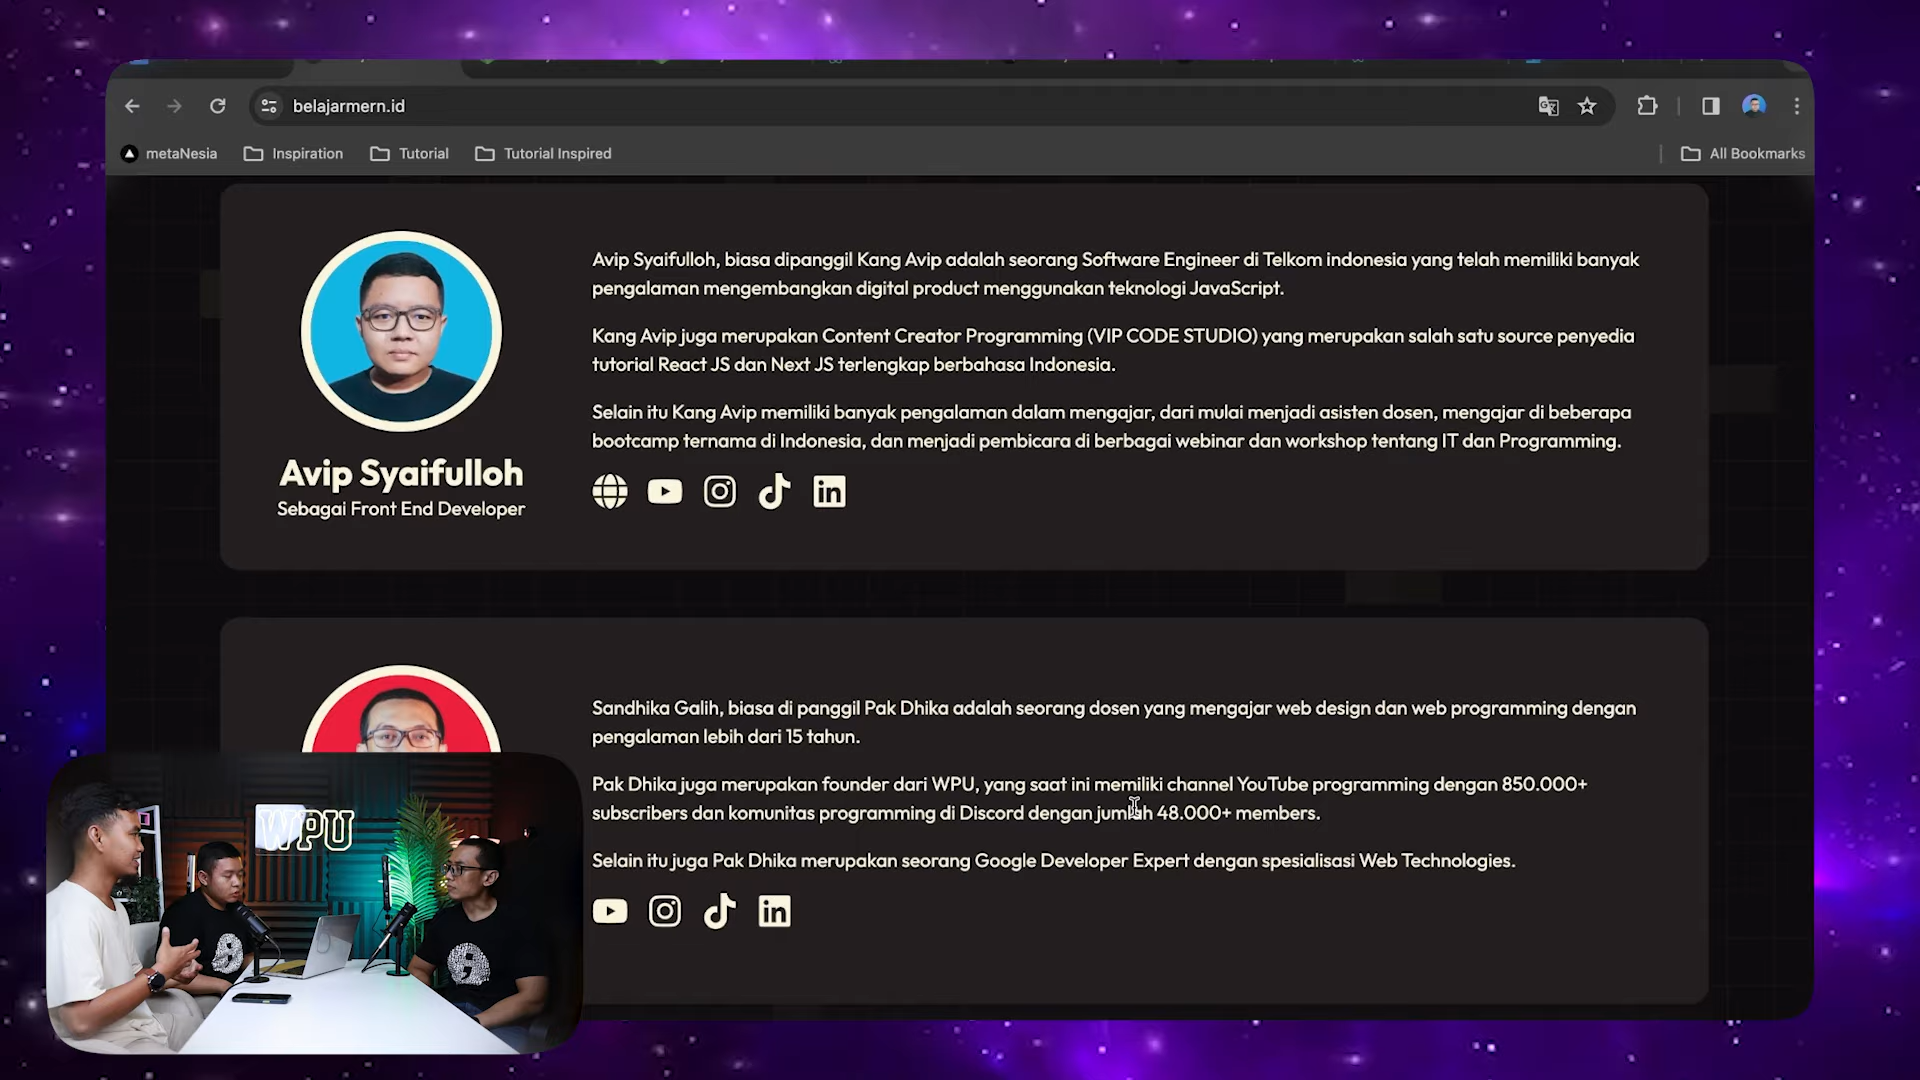 belajarmern.id
metaNesia
Inspiration
Tutorial
Tutorial Inspired
All Bookmarks
Avip Syaifulloh, biasa dipanggil Kang Avip adalah seorang Software Engineer di Telkom indonesia yang telah memiliki banyak
pengalaman mengembangkan digital product menggunakan teknologi JavaScript.
Kang Avip juga merupakan Content Creator Programming (VIP CODE STUDIO) yang merupakan salah satu source penyedia
tutorial React JS dan Next JS terlengkap berbahasa Indonesia.
Selain itu Kang Avip memiliki banyak pengalaman dalam mengajar, dari mulai menjadi asisten dosen, mengajar di beberapa
bootcamp ternama di Indonesia, dan menjadi pembicara di berbagai webinar dan workshop tentang IT dan Programming.
Avip Syaifulloh
Sebagai Front End Developer
Sandhika Galih, biasa di panggil Pak Dhika adalah seorang dosen yang mengajar web design dan web programming dengan
pengalaman lebih dari 15 tahun.
Pak Dhika juga merupakan founder dari WPU, yang saat ini memiliki channel YouTube programming dengan 850.000+
subscribers dan komunitas programming di Discord dengan jumlah 48.000+ members.
Selain itu juga Pak Dhika merupakan seorang Google Developer Expert dengan spesialisasi Web Technologies.
WPU